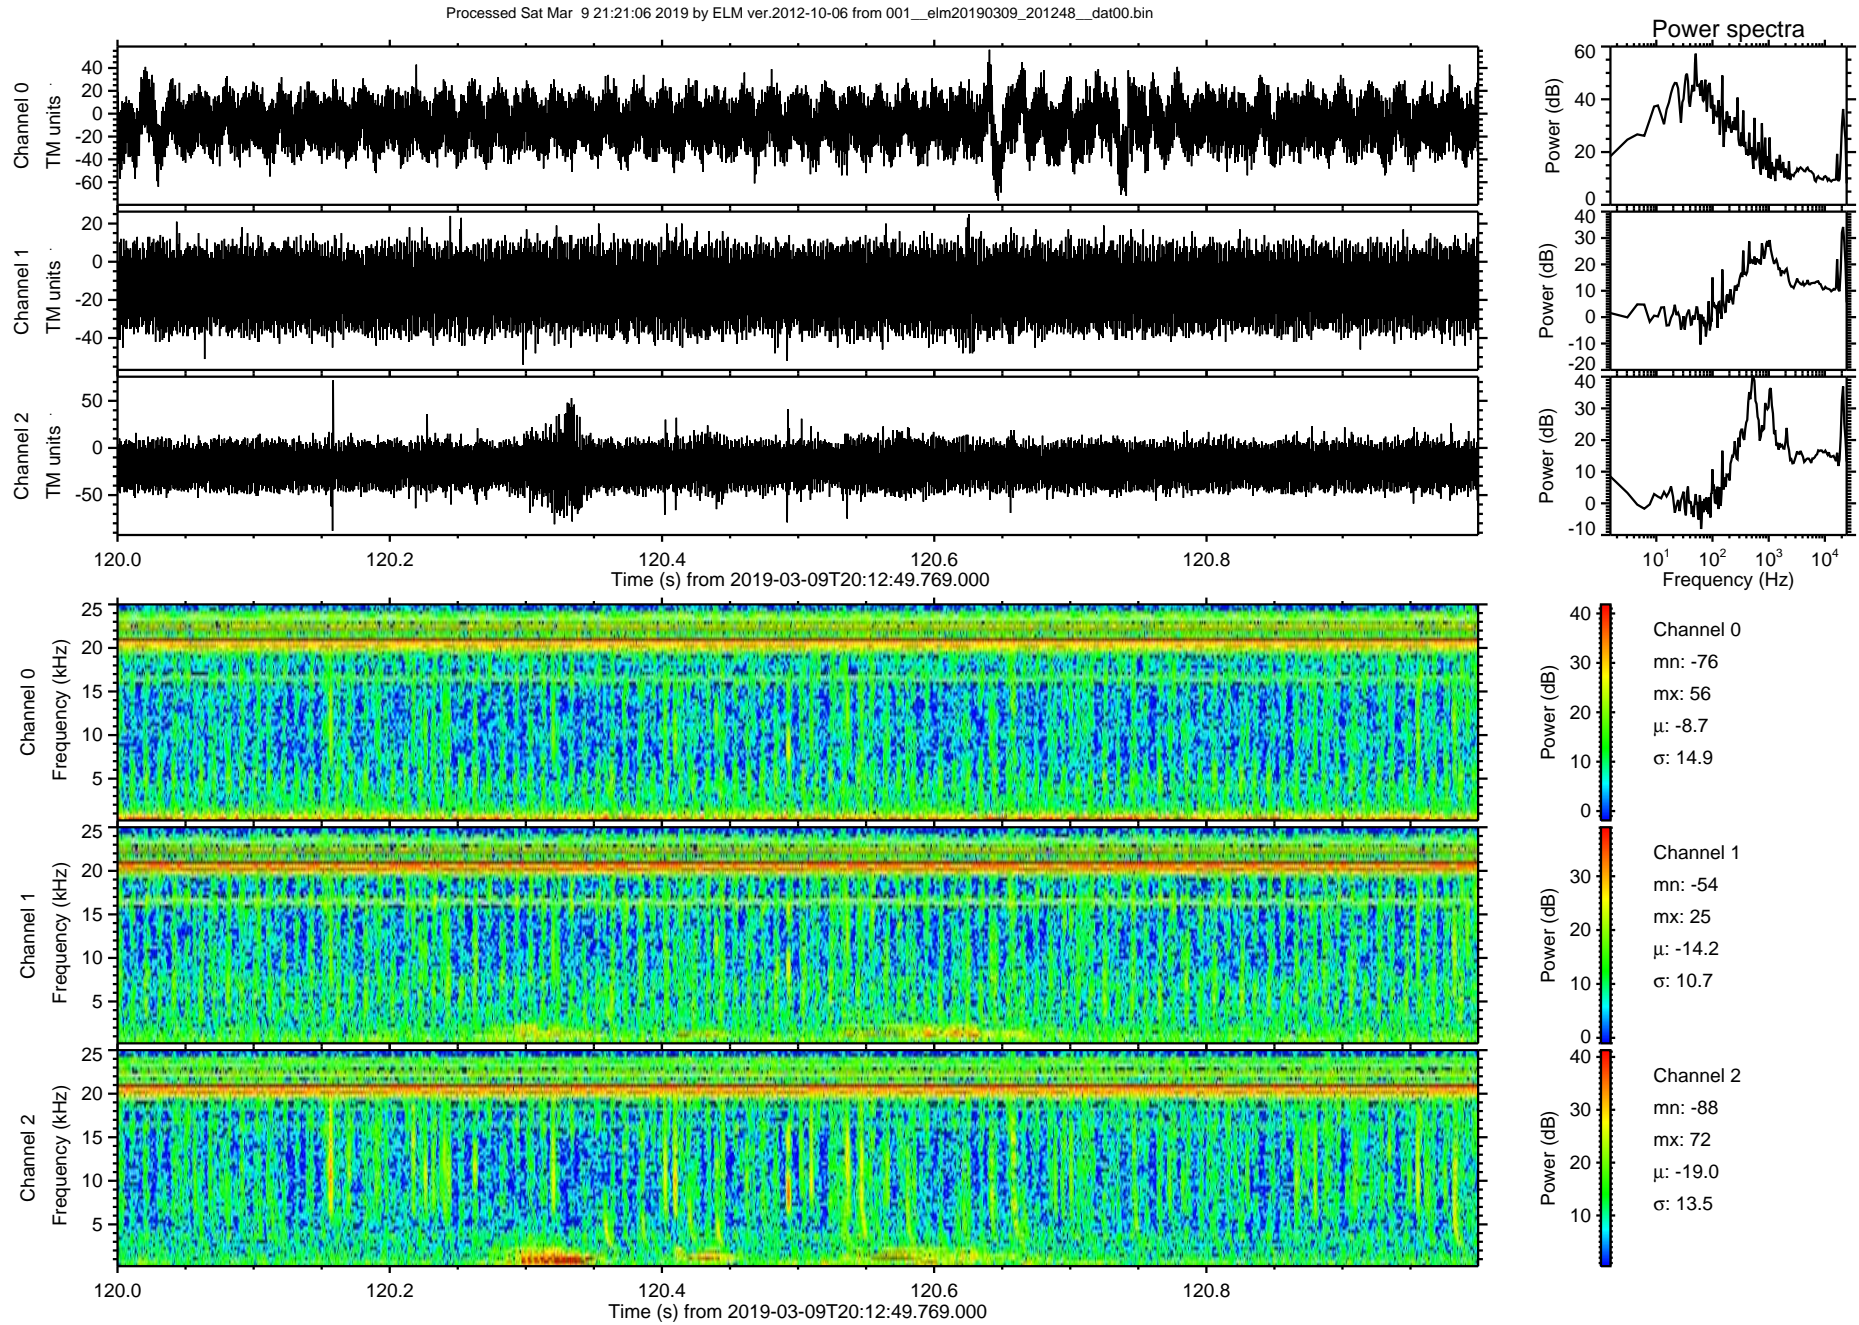 Processed Sat Mar  9 21:21:06 2019 by ELM ver.2012-10-06 from 001__elm20190309_201248__dat00.bin
Power spectra
Channel 0
TM units
40
20
0
-20
-40
-60
Power (dB)
60
40
20
0
Channel 1
TM units
20
0
-20
-40
Power (dB)
40
30
20
10
0
-10
-20
Channel 2
TM units
50
0
-50
Power (dB)
40
30
20
10
0
-10
120.0 120.2 120.4 120.6 120.8
Time (s) from 2019-03-09T20:12:49.769.000
10¹ 10² 10³ 10⁴
Frequency (Hz)
Channel 0
Frequency (kHz)
25
20
15
10
5
Power (dB)
40
30
20
10
0
Channel 0
mn: -76
mx: 56
μ: -8.7
σ: 14.9
Channel 1
Frequency (kHz)
25
20
15
10
5
Power (dB)
30
20
10
0
Channel 1
mn: -54
mx: 25
μ: -14.2
σ: 10.7
Channel 2
Frequency (kHz)
25
20
15
10
5
Power (dB)
40
30
20
10
Channel 2
mn: -88
mx: 72
μ: -19.0
σ: 13.5
120.0 120.2 120.4 120.6 120.8
Time (s) from 2019-03-09T20:12:49.769.000